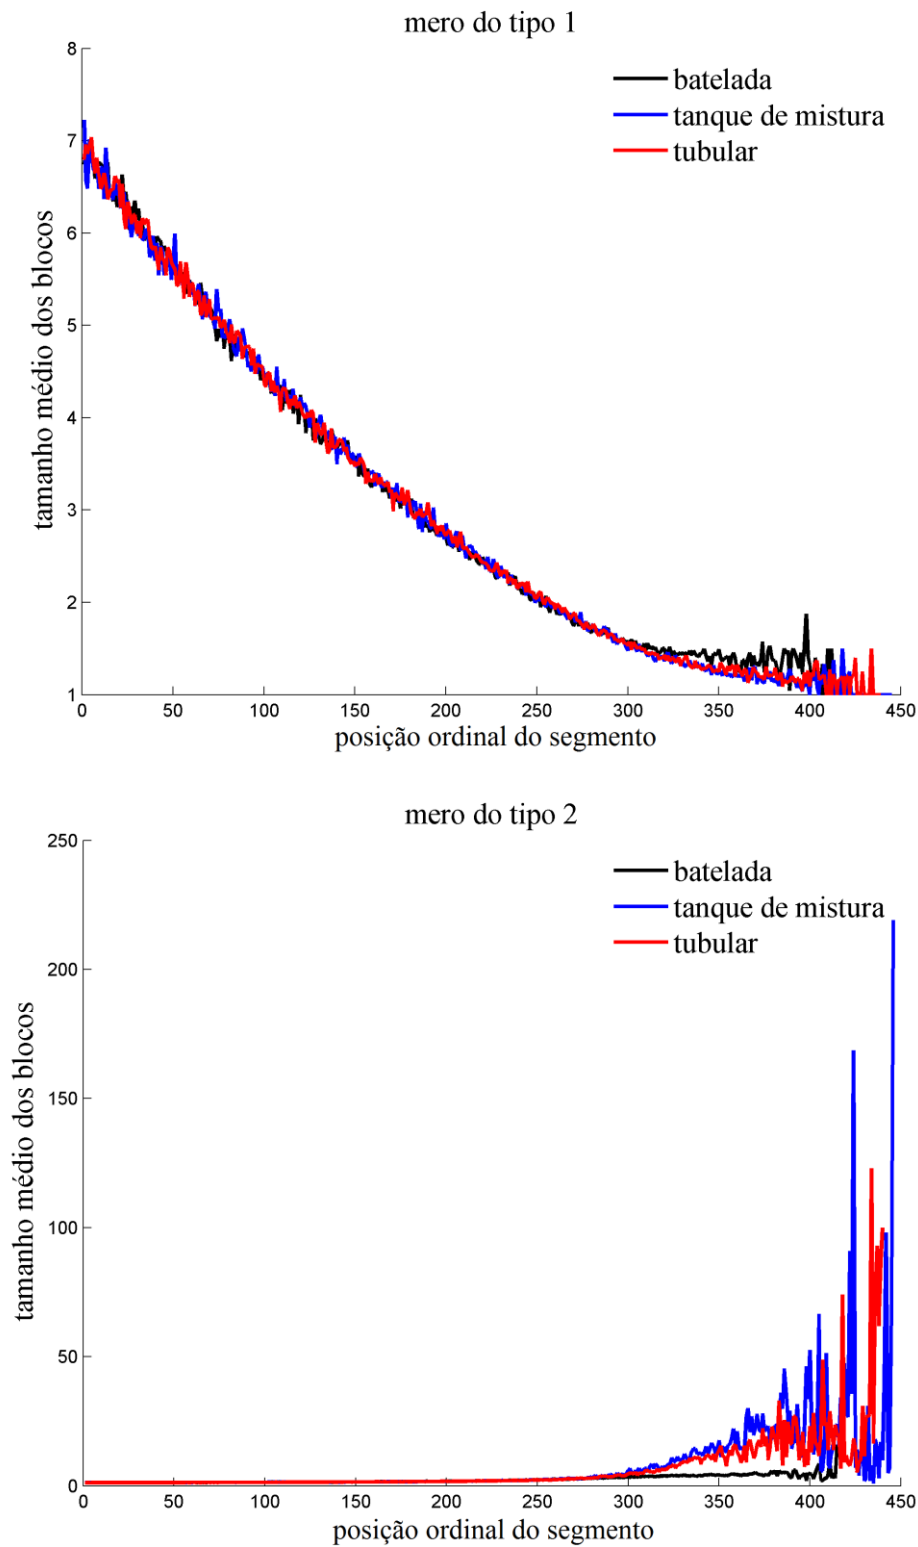 mero do tipo 1
8
batelada
tanque de mistura
tubular
7
6
5
4
3
2
1
tamanho médio dos blocos
0 50 100 150 200 250 300 350 400 450
posição ordinal do segmento
mero do tipo 2
250
batelada
tanque de mistura
tubular
200
150
100
50
0
tamanho médio dos blocos
0 50 100 150 200 250 300 350 400 450
posição ordinal do segmento